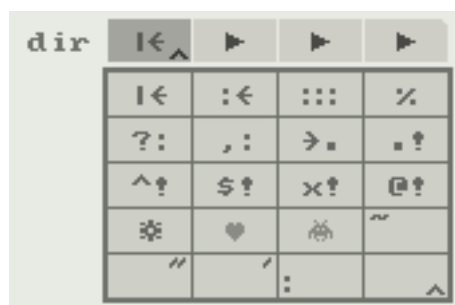 dir I← ► ► ►
I← :← ::: ⁒
?: ,: →. .!
^! $! x! @!
☼ ♥ 👾 ~
" ' : ^